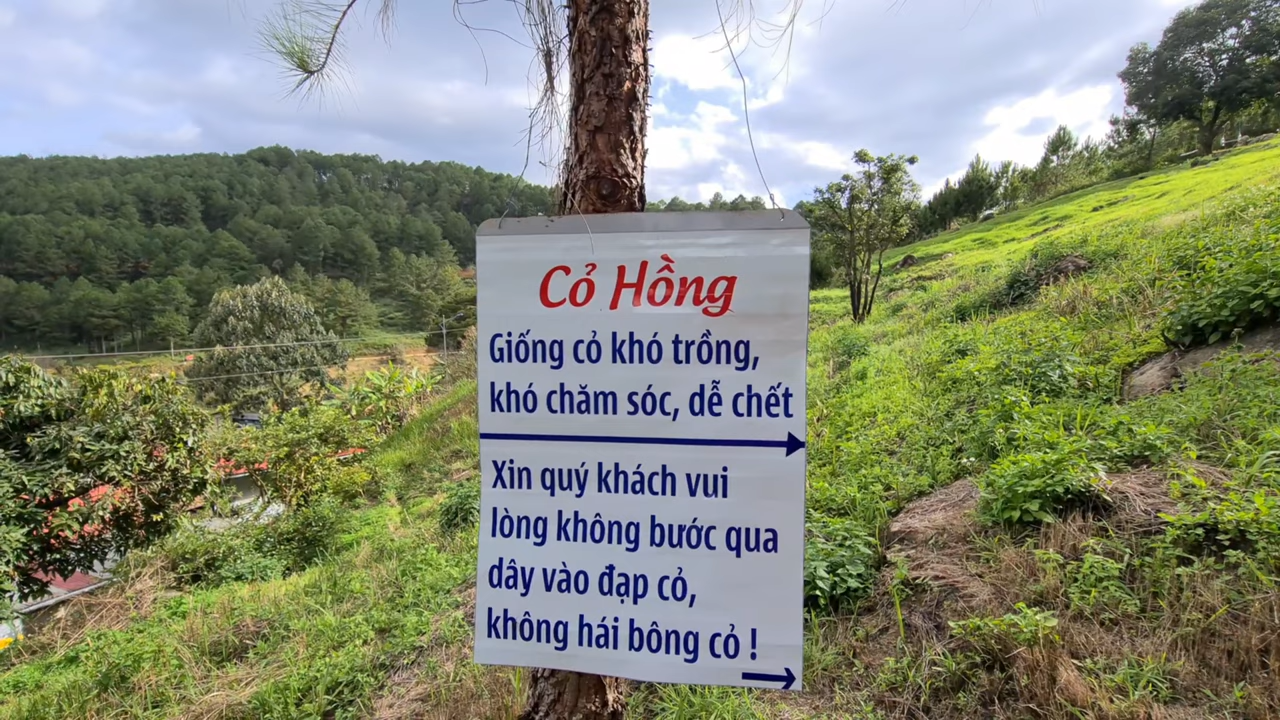 Cỏ Hồng
Giống cỏ khó trồng,
khó chăm sóc, dễ chết
Xin quý khách vui
lòng không bước qua
dây vào đạp cỏ,
không hái bông cỏ !